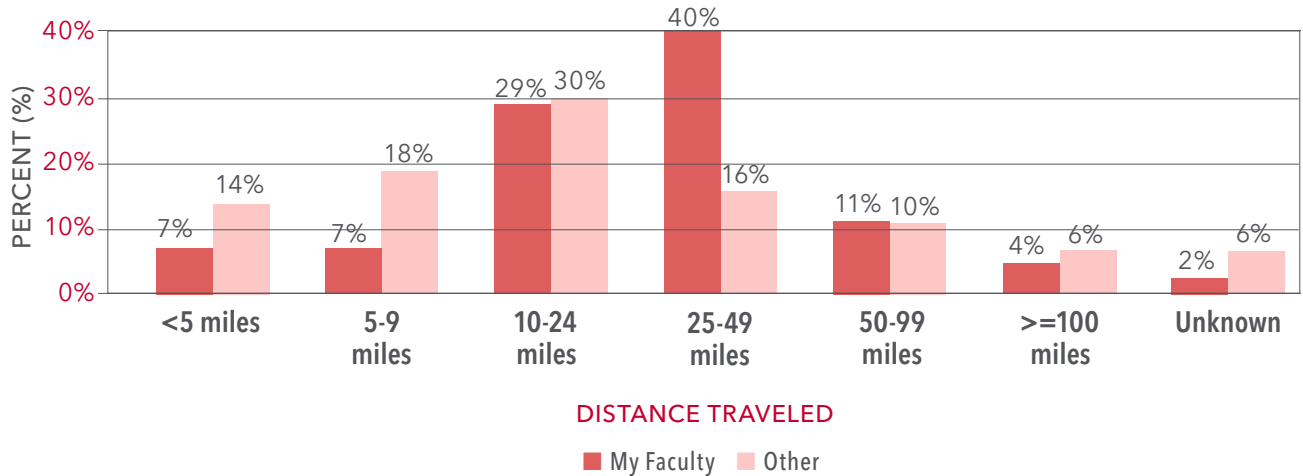 PERCENT (%)
40%
30%
20%
10%
0%
7%
14%
7%
18%
29%
30%
40%
16%
11%
10%
4%
6%
2%
6%
<5 miles
5-9
miles
10-24
miles
25-49
miles
50-99
miles
>=100
miles
Unknown
DISTANCE TRAVELED
My Faculty
Other